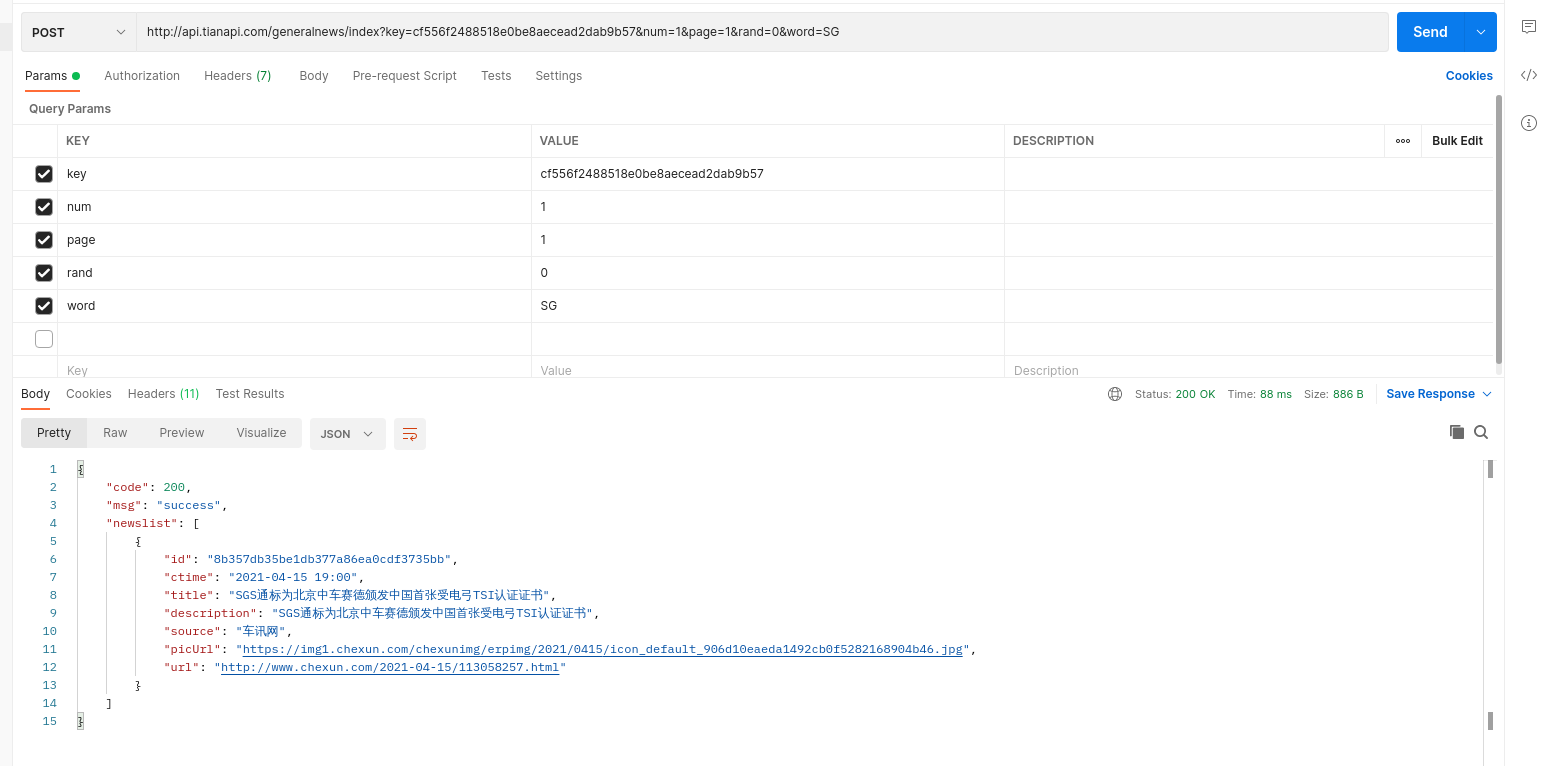 POST
http://api.tianapi.com/generalnews/index?key=cf556f2488518e0be8aecead2dab9b57&num=1&page=1&rand=0&word=SG
Send
Params Authorization Headers (7) Body Pre-request Script Tests Settings Cookies
Query Params
KEY VALUE DESCRIPTION ooo Bulk Edit
key cf556f2488518e0be8aecead2dab9b57
num 1
page 1
rand 0
word SG
Key Value Description
Body Cookies Headers (11) Test Results Status: 200 OK Time: 88 ms Size: 886 B Save Response
Pretty Raw Preview Visualize JSON
1 {
2 "code": 200,
3 "msg": "success",
4 "newslist": [
5 {
6 "id": "8b357db35be1db377a86ea0cdf3735bb",
7 "ctime": "2021-04-15 19:00",
8 "title": "SGS通标为北京中车赛德颁发中国首张受电弓TSI认证证书",
9 "description": "SGS通标为北京中车赛德颁发中国首张受电弓TSI认证证书",
10 "source": "车讯网",
11 "picUrl": "https://img1.chexun.com/chexunimg/erpimg/2021/0415/icon_default_906d10eaeda1492cb0f5282168904b46.jpg",
12 "url": "http://www.chexun.com/2021-04-15/113058257.html"
13 }
14 ]
15 }